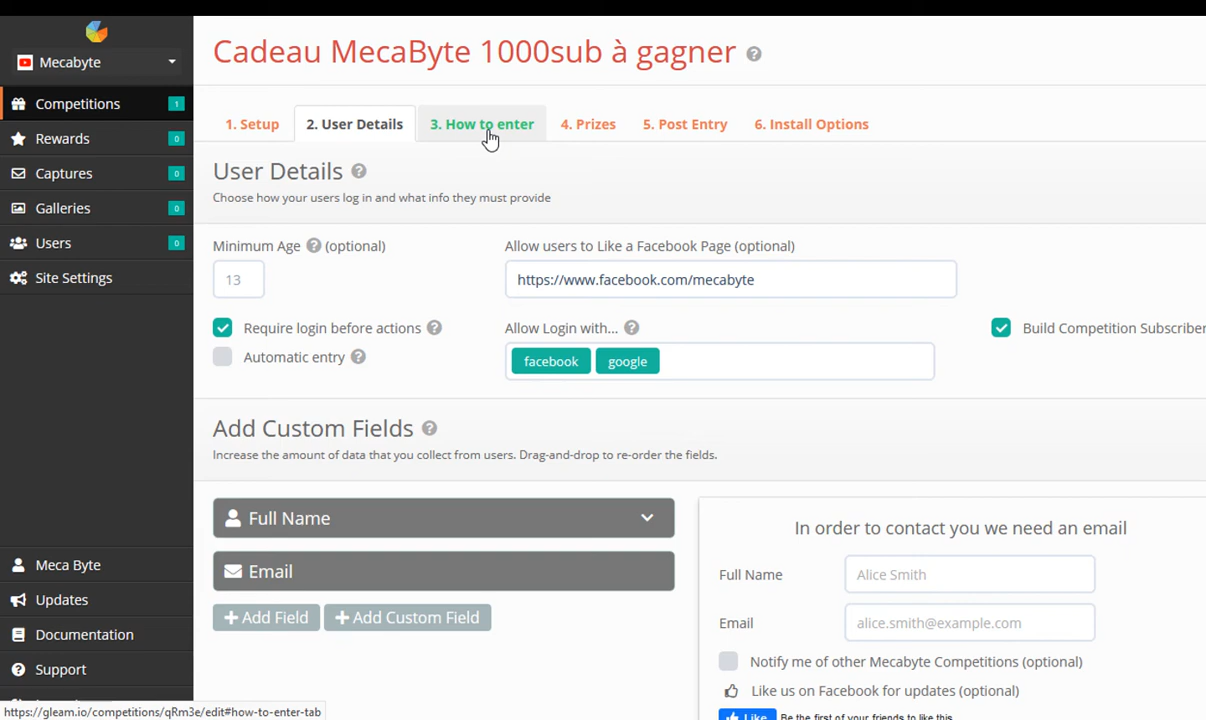 Mecabyte
Competitions 1
Rewards 0
Captures 0
Galleries 0
Users 0
Site Settings
Meca Byte
Updates
Documentation
Support
Cadeau MecaByte 1000sub à gagner ?
1. Setup 2. User Details 3. How to enter 4. Prizes 5. Post Entry 6. Install Options
User Details ?
Choose how your users log in and what info they must provide
Minimum Age ? (optional) Allow users to Like a Facebook Page (optional)
13 https://www.facebook.com/mecabyte
Require login before actions ? Allow Login with... ? Build Competition Subscriber
Automatic entry ? facebook google
Add Custom Fields ?
Increase the amount of data that you collect from users. Drag-and-drop to re-order the fields.
Full Name
Email
+ Add Field + Add Custom Field
In order to contact you we need an email
Full Name Alice Smith
Email alice.smith@example.com
Notify me of other Mecabyte Competitions (optional)
Like us on Facebook for updates (optional)
Like Be the first of your friends to like this.
https://gleam.io/competitions/qRm3e/edit#how-to-enter-tab